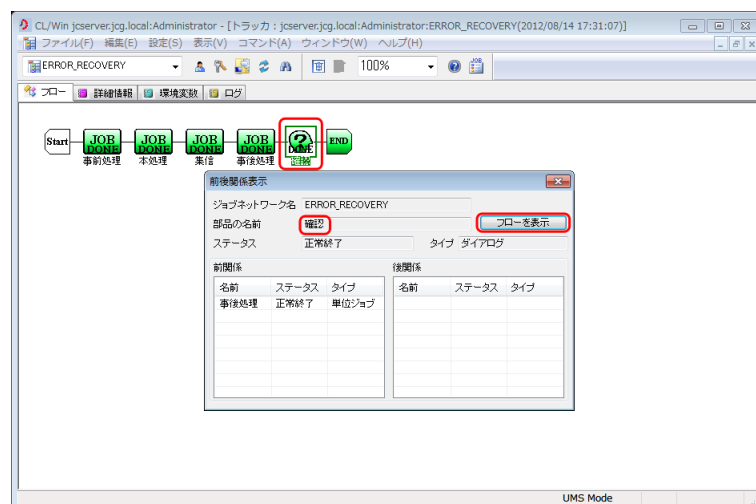 CL/Win jcserver.jcg.local:Administrator - [トラッカ : jcserver.jcg.local:Administrator:ERROR_RECOVERY(2012/08/14 17:31:07)]
ファイル(F) 編集(E) 設定(S) 表示(V) コマンド(A) ウィンドウ(W) ヘルプ(H)
ERROR_RECOVERY 100%
フロー 詳細情報 環境変数 ログ
Start JOB DONE JOB DONE JOB DONE JOB DONE DONE END
事前処理 本処理 集信 事後処理 確認
前後関係表示
ジョブネットワーク名 ERROR_RECOVERY
部品の名前 確認 フローを表示
ステータス 正常終了 タイプ ダイアログ
前関係 後関係
名前 ステータス タイプ 名前 ステータス タイプ
事後処理 正常終了 単位ジョブ
UMS Mode